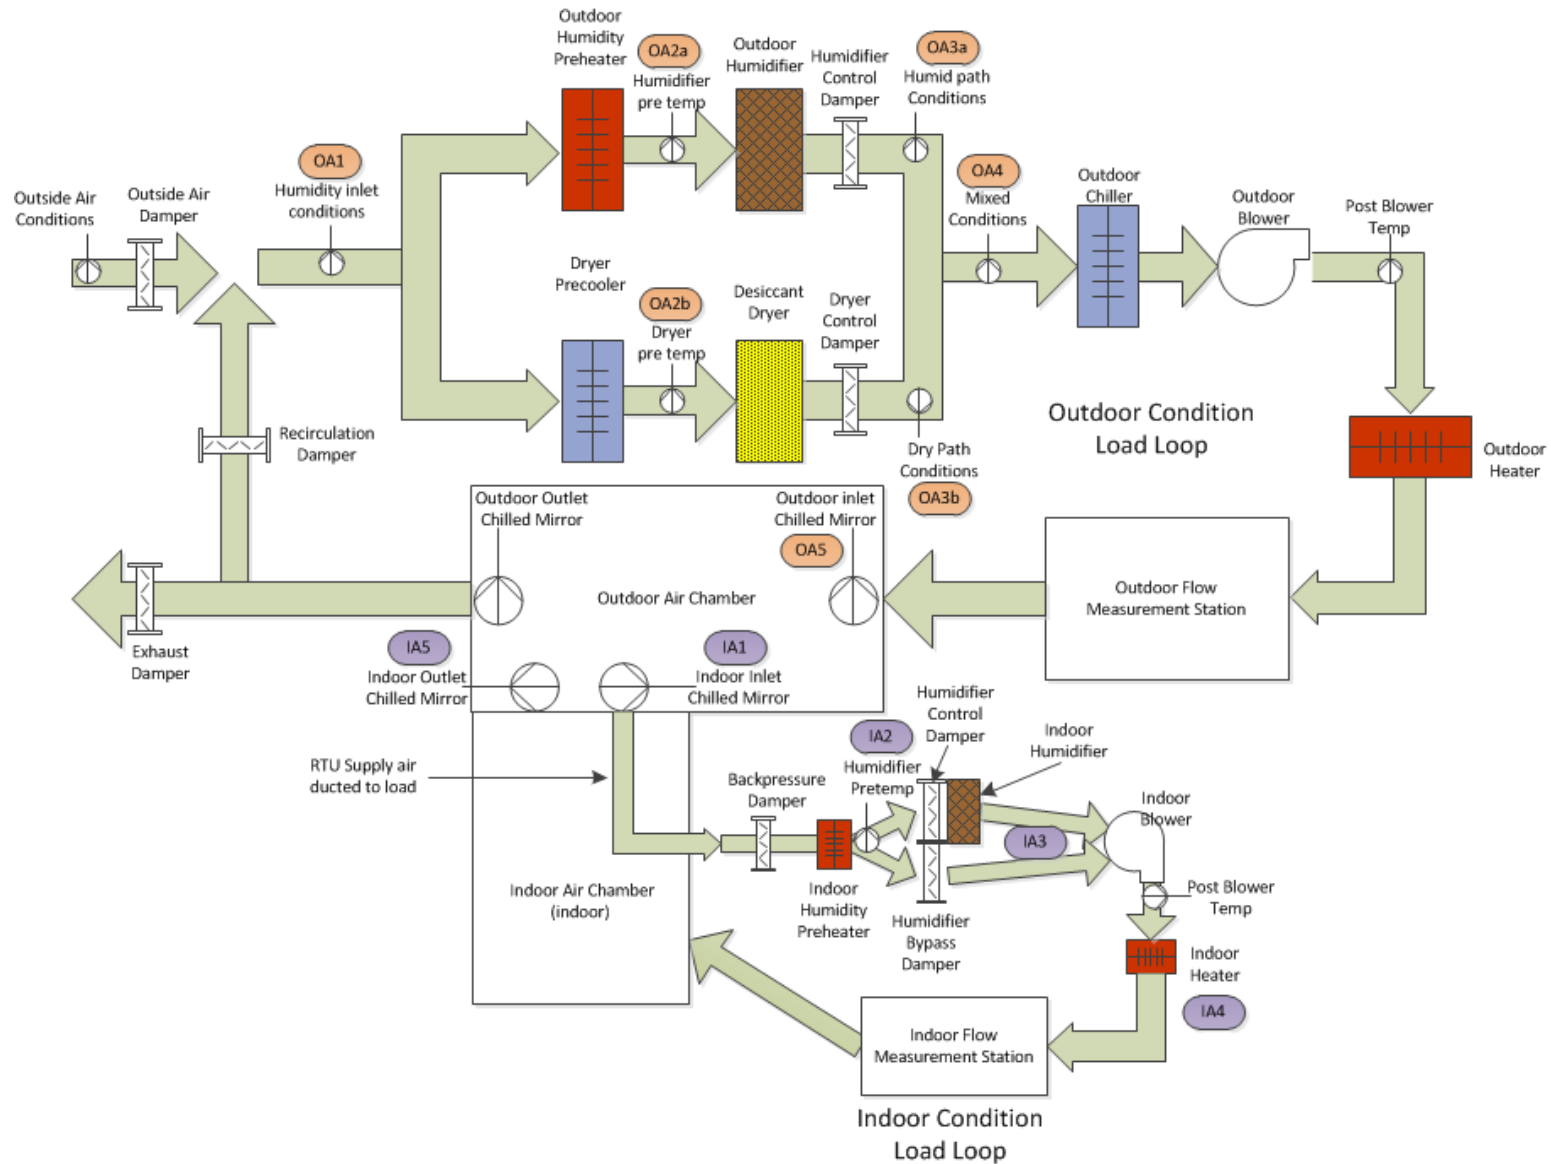 Outdoor
Humidity
Preheater
OA2a
Humidifier
pre temp
Outdoor
Humidifier
Humidifier
Control
Damper
OA3a
Humid path
Conditions
OA1
Humidity inlet
conditions
Outside Air
Conditions
Outside Air
Damper
OA4
Mixed
Conditions
Outdoor
Chiller
Outdoor
Blower
Post Blower
Temp
Dryer
Precooler
OA2b
Dryer
pre temp
Desiccant
Dryer
Dryer
Control
Damper
Recirculation
Damper
Dry Path
Conditions
OA3b
Outdoor Condition
Load Loop
Outdoor
Heater
Outdoor Outlet
Chilled Mirror
Outdoor inlet
Chilled Mirror
OA5
Outdoor Air Chamber
Outdoor Flow
Measurement Station
Exhaust
Damper
IA5
Indoor Outlet
Chilled Mirror
IA1
Indoor Inlet
Chilled Mirror
RTU Supply air
ducted to load
Backpressure
Damper
IA2
Humidifier
Pretemp
Humidifier
Control
Damper
Indoor
Humidifier
Indoor
Blower
IA3
Indoor Air Chamber
(indoor)
Indoor
Humidity
Preheater
Humidifier
Bypass
Damper
Post Blower
Temp
Indoor
Heater
IA4
Indoor Flow
Measurement Station
Indoor Condition
Load Loop